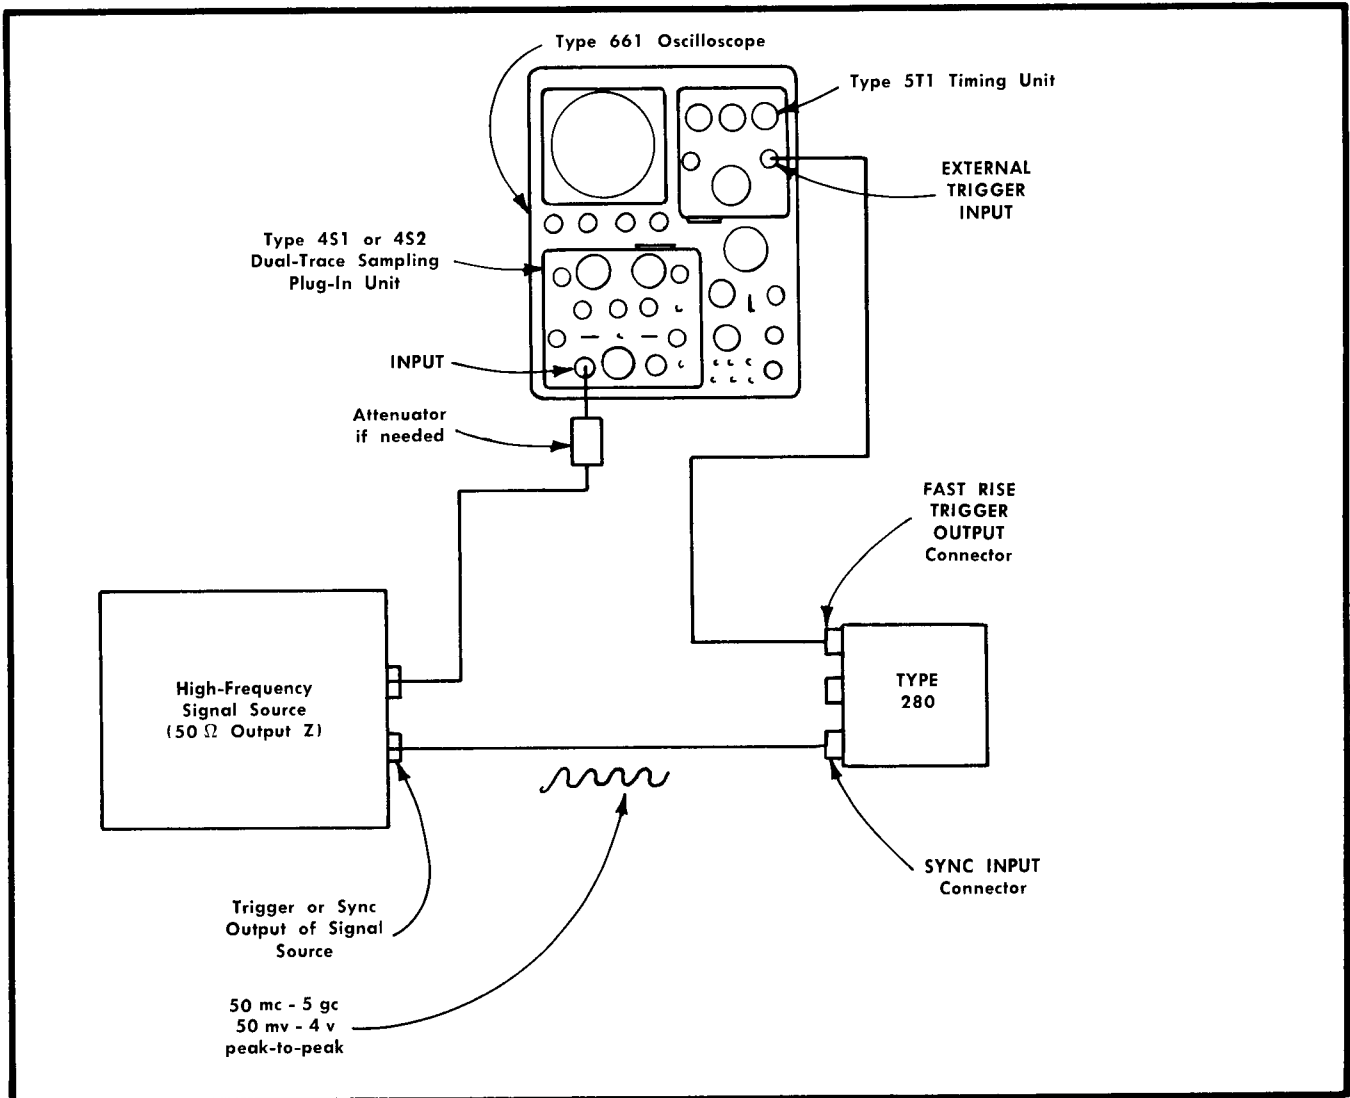 Type 661 Oscilloscope
Type 5T1 Timing Unit
EXTERNAL
TRIGGER
INPUT
Type 4S1 or 4S2
Dual-Trace Sampling
Plug-In Unit
INPUT
Attenuator
if needed
FAST RISE
TRIGGER
OUTPUT
Connector
High-Frequency
Signal Source
(50 Ω Output Z)
TYPE
280
SYNC INPUT
Connector
Trigger or Sync
Output of Signal
Source
50 mc - 5 gc
50 mv - 4 v
peak-to-peak